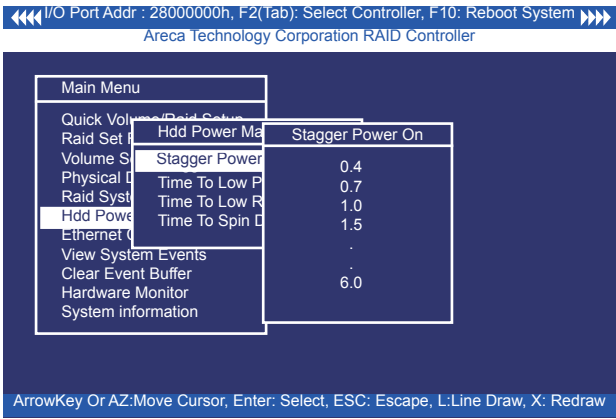 I/O Port Addr : 28000000h, F2(Tab): Select Controller, F10: Reboot System
Areca Technology Corporation RAID Controller
Main Menu
Quick Volume/Raid Setup
Raid Set
Volume
Physical
Raid
Hdd
Ethernet
View System Events
Clear Event Buffer
Hardware Monitor
System information
Hdd Power
Stagger Power
Time To Low
Time To Low
Time To Spin
Stagger Power On
0.4
0.7
1.0
1.5
.
.
6.0
ArrowKey Or AZ:Move Cursor, Enter: Select, ESC: Escape, L:Line Draw, X: Redraw